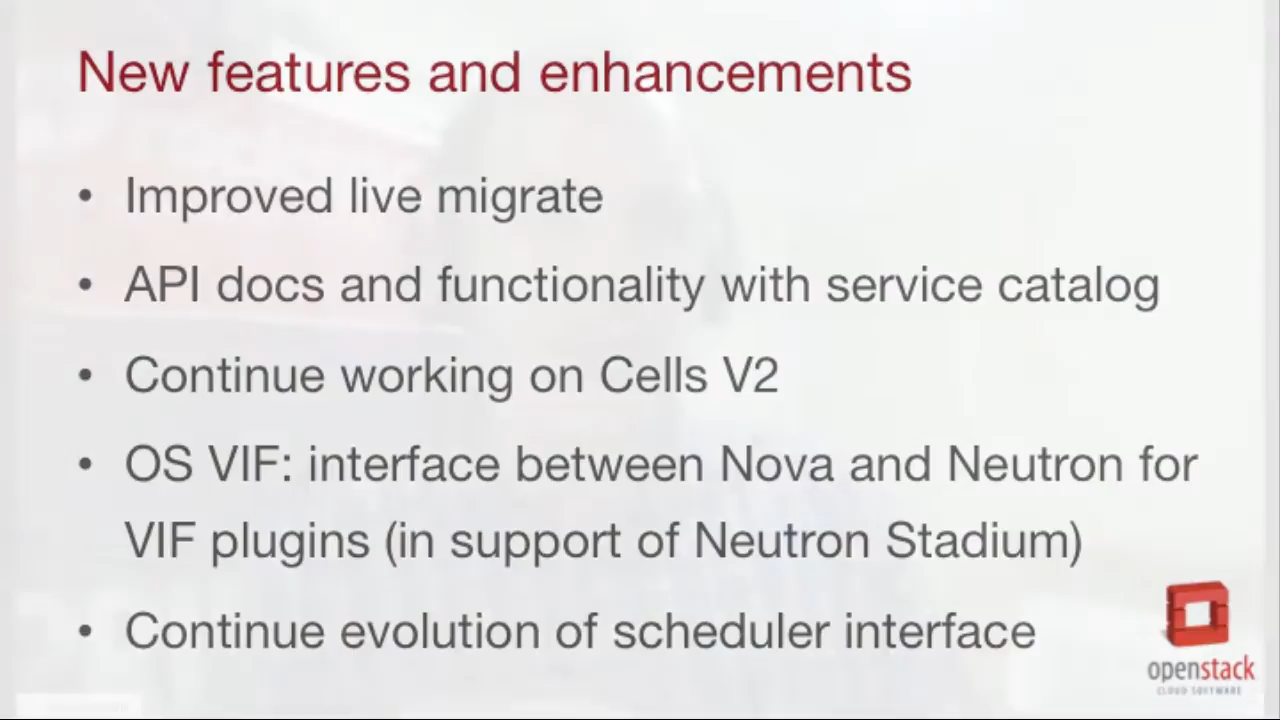 New features and enhancements
• Improved live migrate
• API docs and functionality with service catalog
• Continue working on Cells V2
• OS VIF: interface between Nova and Neutron for
VIF plugins (in support of Neutron Stadium)
• Continue evolution of scheduler interface
openstack
CLOUD SOFTWARE